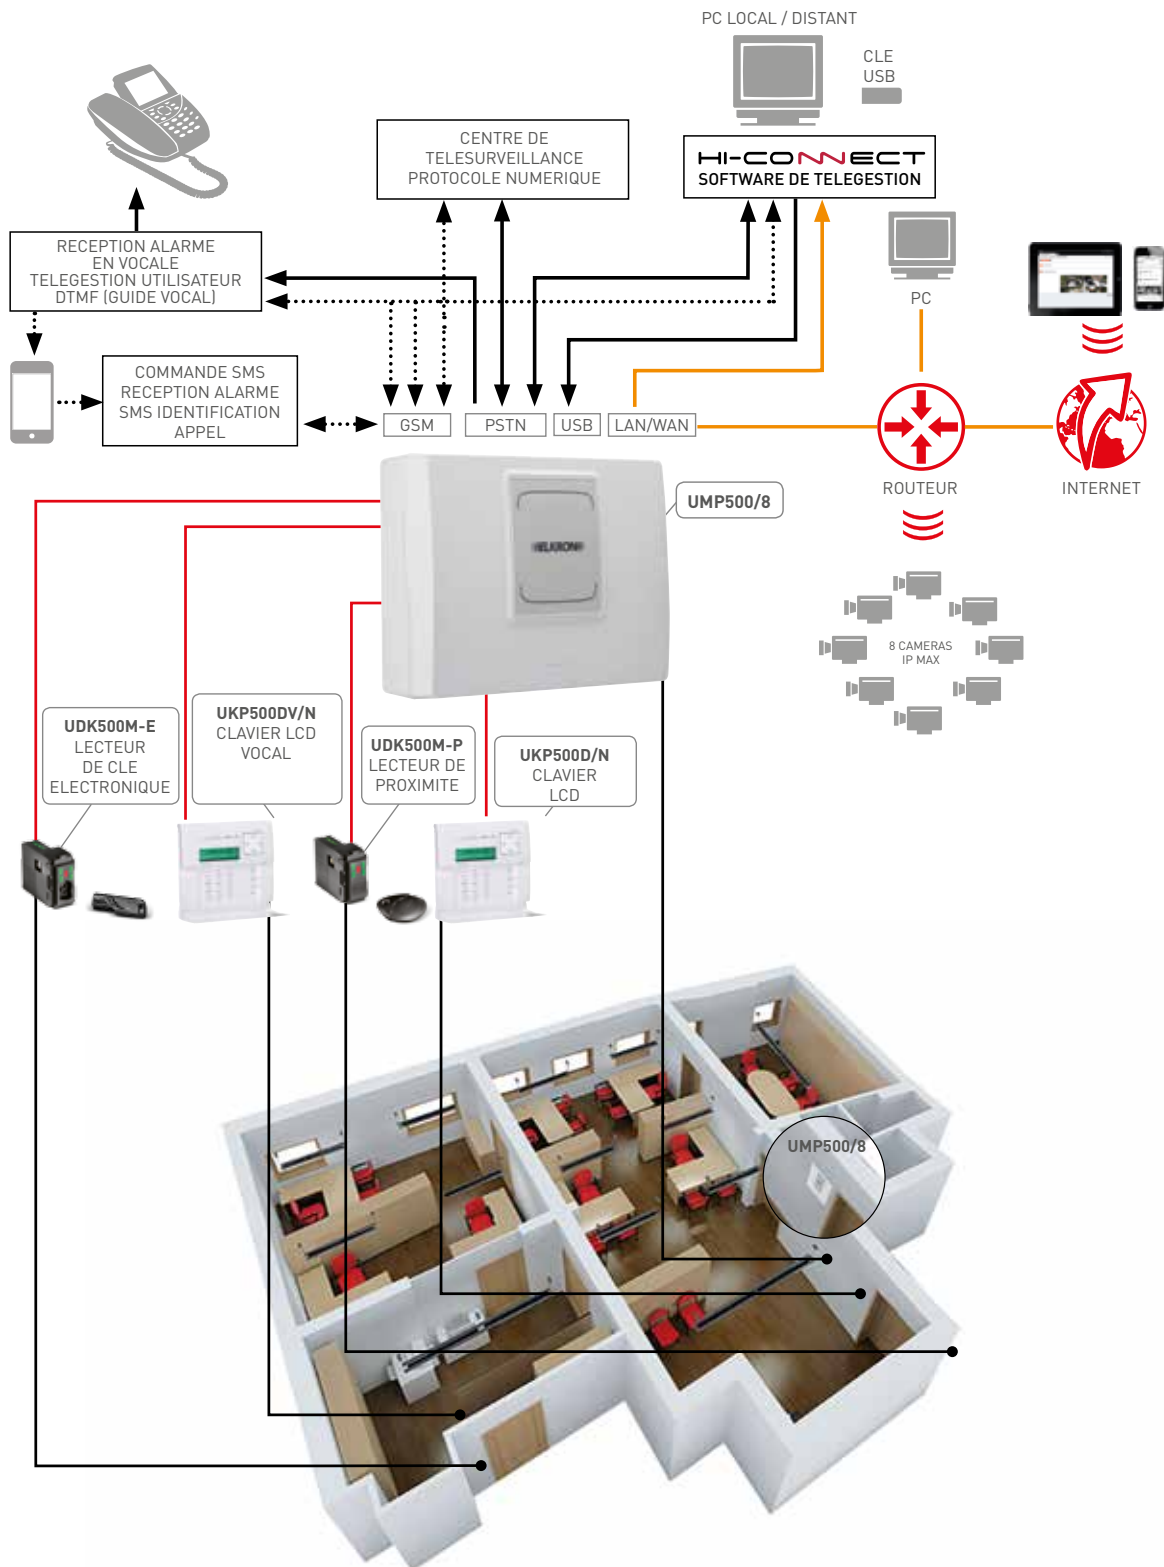 PC LOCAL / DISTANT
CLE
USB
HI-CONNECT
SOFTWARE DE TELEGESTION
CENTRE DE
TELESURVEILLANCE
PROTOCOLE NUMERIQUE
RECEPTION ALARME
EN VOCALE
TELEGESTION UTILISATEUR
DTMF (GUIDE VOCAL)
PC
COMMANDE SMS
RECEPTION ALARME
SMS IDENTIFICATION
APPEL
GSM
PSTN
USB
LAN/WAN
ROUTEUR
INTERNET
UMP500/8
ELKRON
8 CAMERAS
IP MAX
UDK500M-E
LECTEUR
DE CLE
ELECTRONIQUE
UKP500DV/N
CLAVIER LCD
VOCAL
UDK500M-P
LECTEUR DE
PROXIMITE
UKP500D/N
CLAVIER
LCD
UMP500/8